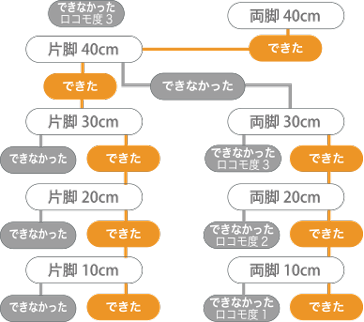 できなかった
ロコモ度 3
両脚 40cm
片脚 40cm
できた
できた
できなかった
片脚 30cm
両脚 30cm
できなかった
できた
できなかった
ロコモ度 3
できた
片脚 20cm
両脚 20cm
できなかった
できた
できなかった
ロコモ度 2
できた
片脚 10cm
両脚 10cm
できなかった
できた
できなかった
ロコモ度 1
できた